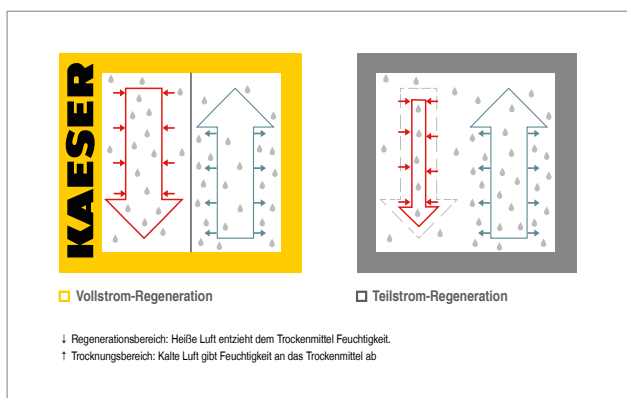 KAESER
Vollstrom-Regeneration
Teilstrom-Regeneration
↓ Regenerationsbereich: Heiße Luft entzieht dem Trockenmittel Feuchtigkeit.
↑ Trocknungsbereich: Kalte Luft gibt Feuchtigkeit an das Trockenmittel ab